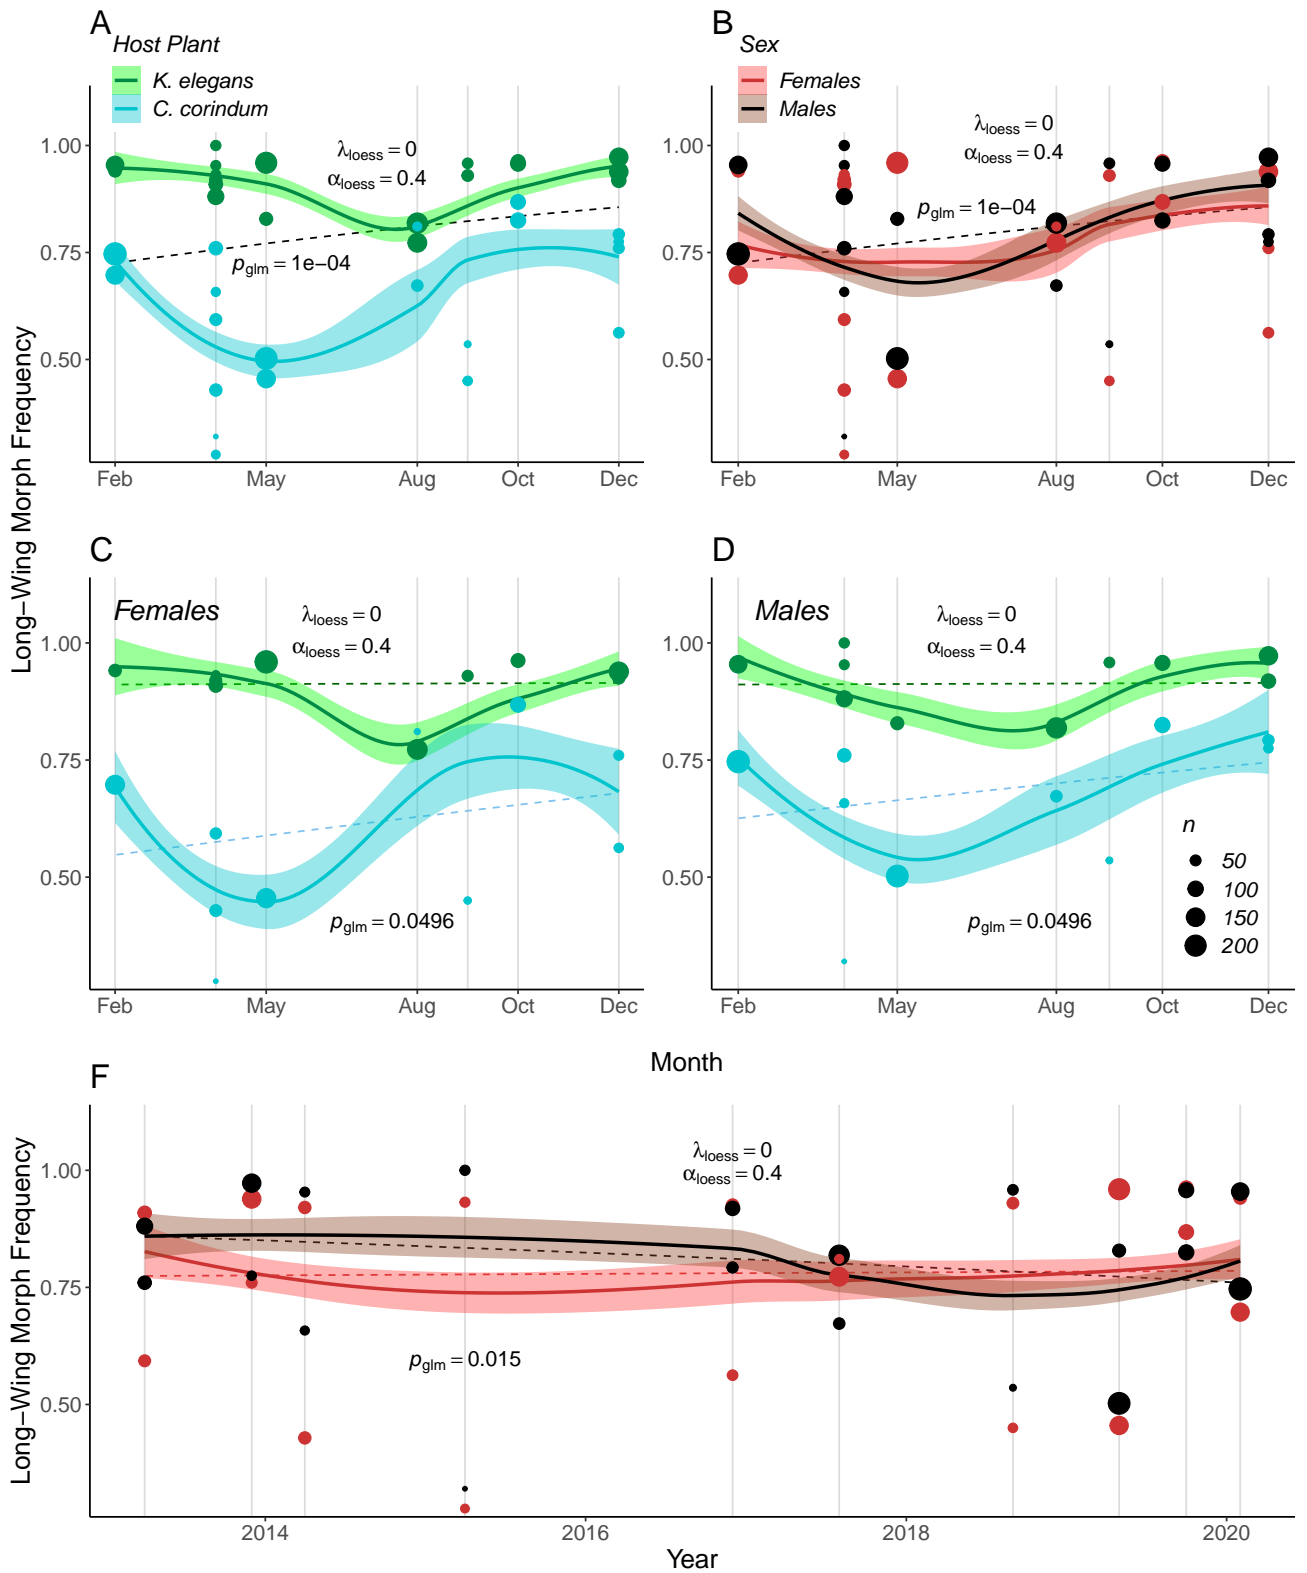 A
Host Plant
K. elegans
C. corindum
λloess = 0
αloess = 0.4
pglm = 1e−04
1.00
0.75
0.50
Feb
May
Aug
Oct
Dec
B
Sex
Females
Males
λloess = 0
αloess = 0.4
pglm = 1e−04
1.00
0.75
0.50
Feb
May
Aug
Oct
Dec
Long−Wing Morph Frequency
C
Females
λloess = 0
αloess = 0.4
pglm = 0.0496
1.00
0.75
0.50
Feb
May
Aug
Oct
Dec
D
Males
λloess = 0
αloess = 0.4
pglm = 0.0496
n
50
100
150
200
1.00
0.75
0.50
Feb
May
Aug
Oct
Dec
Month
F
λloess = 0
αloess = 0.4
pglm = 0.015
Long−Wing Morph Frequency
1.00
0.75
0.50
2014
2016
2018
2020
Year